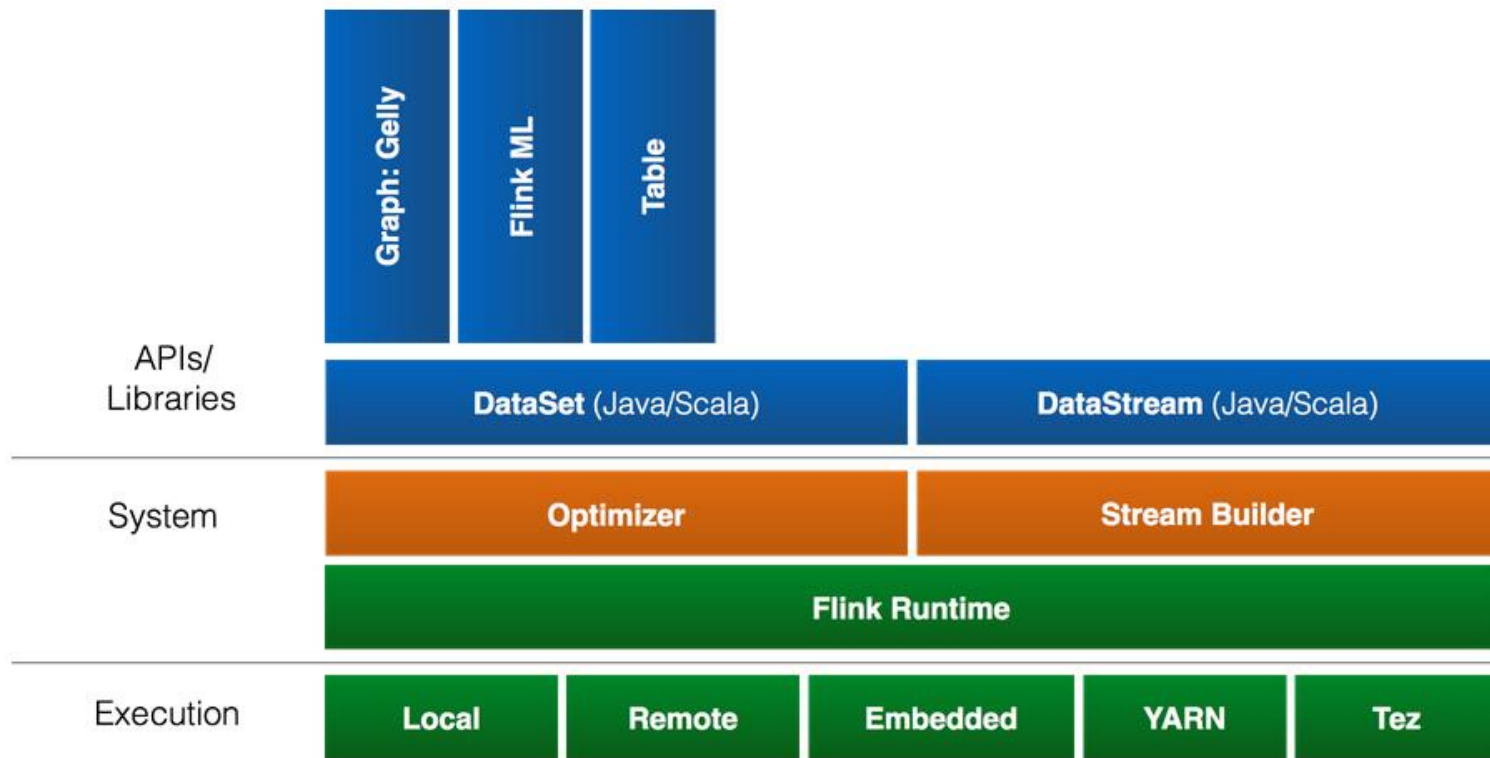 Graph: Gelly
Flink ML
Table
APIs/
Libraries
DataSet (Java/Scala)
DataStream (Java/Scala)
System
Optimizer
Stream Builder
Flink Runtime
Execution
Local
Remote
Embedded
YARN
Tez